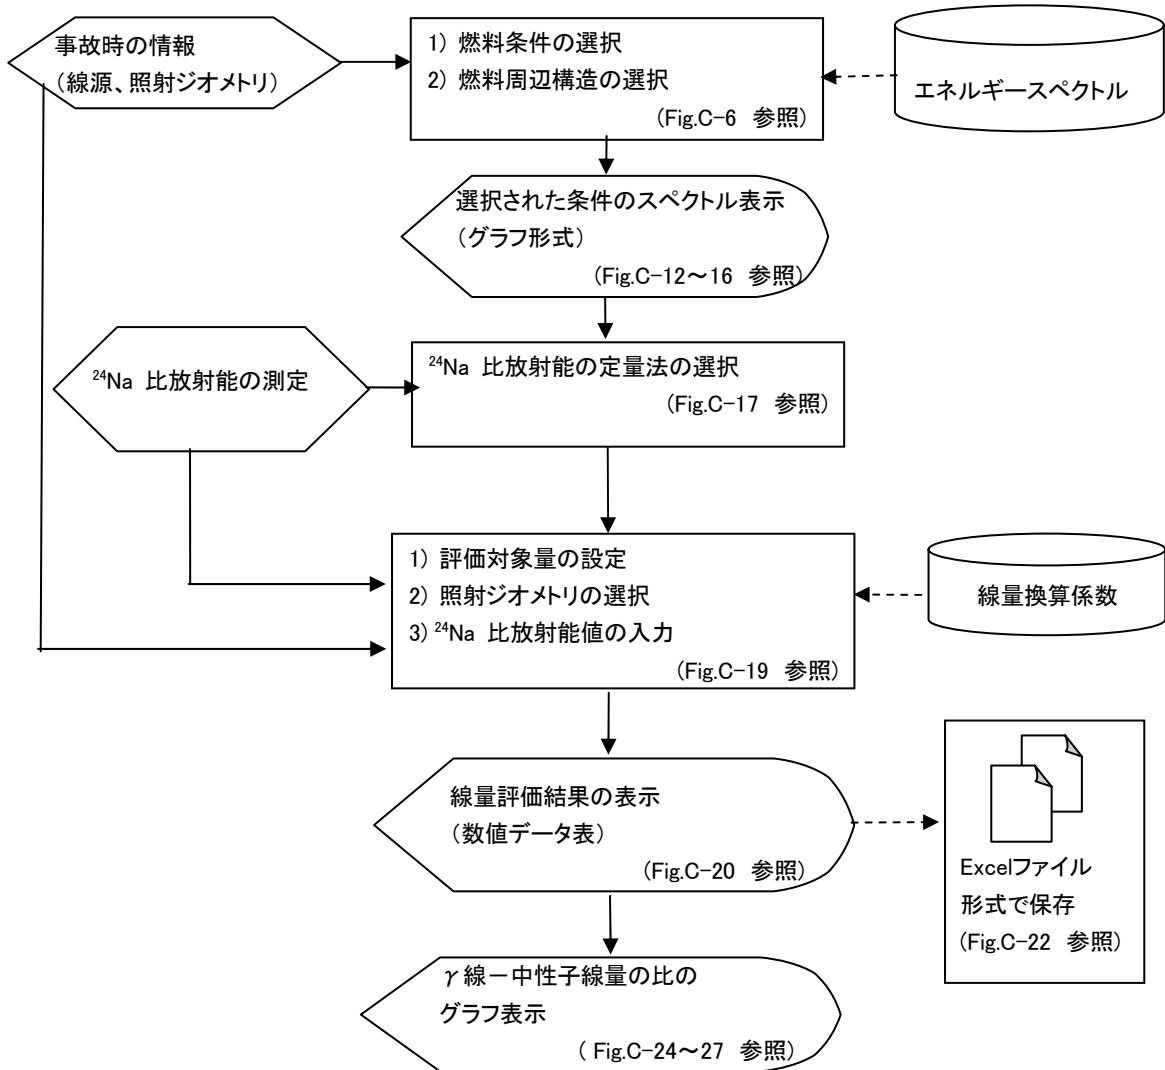 事故時の情報
(線源、照射ジオメトリ)
1) 燃料条件の選択
2) 燃料周辺構造の選択
(Fig.C-6 参照)
エネルギースペクトル
選択された条件のスペクトル表示
(グラフ形式)
(Fig.C-12～16 参照)
²⁴Na 比放射能の測定
²⁴Na 比放射能の定量法の選択
(Fig.C-17 参照)
1) 評価対象量の設定
2) 照射ジオメトリの選択
3) ²⁴Na 比放射能値の入力
(Fig.C-19 参照)
線量換算係数
線量評価結果の表示
(数値データ表)
(Fig.C-20 参照)
Excelファイル
形式で保存
(Fig.C-22 参照)
γ線－中性子線量の比の
グラフ表示
( Fig.C-24～27 参照)